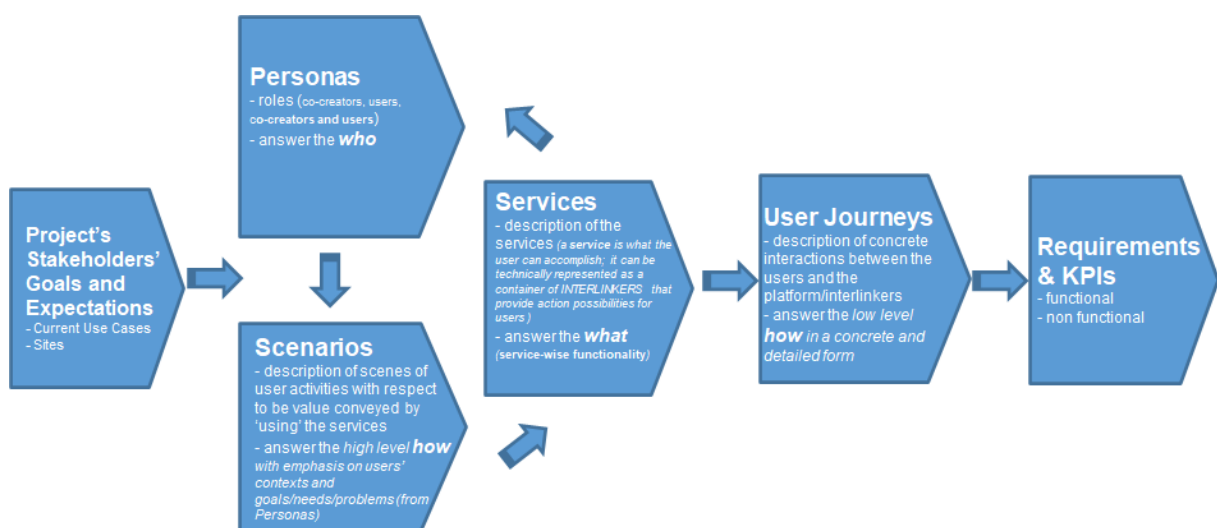 Project's
Stakeholders'
Goals and
Expectations
- Current Use Cases
- Sites
Personas
- roles (co-creators, users,
co-creators and users)
- answer the who
Scenarios
- description of scenes of
user activities with respect
to be value conveyed by
'using' the services
- answer the high level how
with emphasis on users'
contexts and
goals/needs/problems (from
Personas)
Services
- description of the
services (a service is what the
user can accomplish; it can be
technically represented as a
container of INTERLINKERS that
provide action possibilities for
users)
- answer the what
(service-wise functionality)
User Journeys
- description of concrete
interactions between the
users and the
platform/interlinkers
- answer the low level
how in a concrete and
detailed form
Requirements
& KPIs
- functional
- non functional